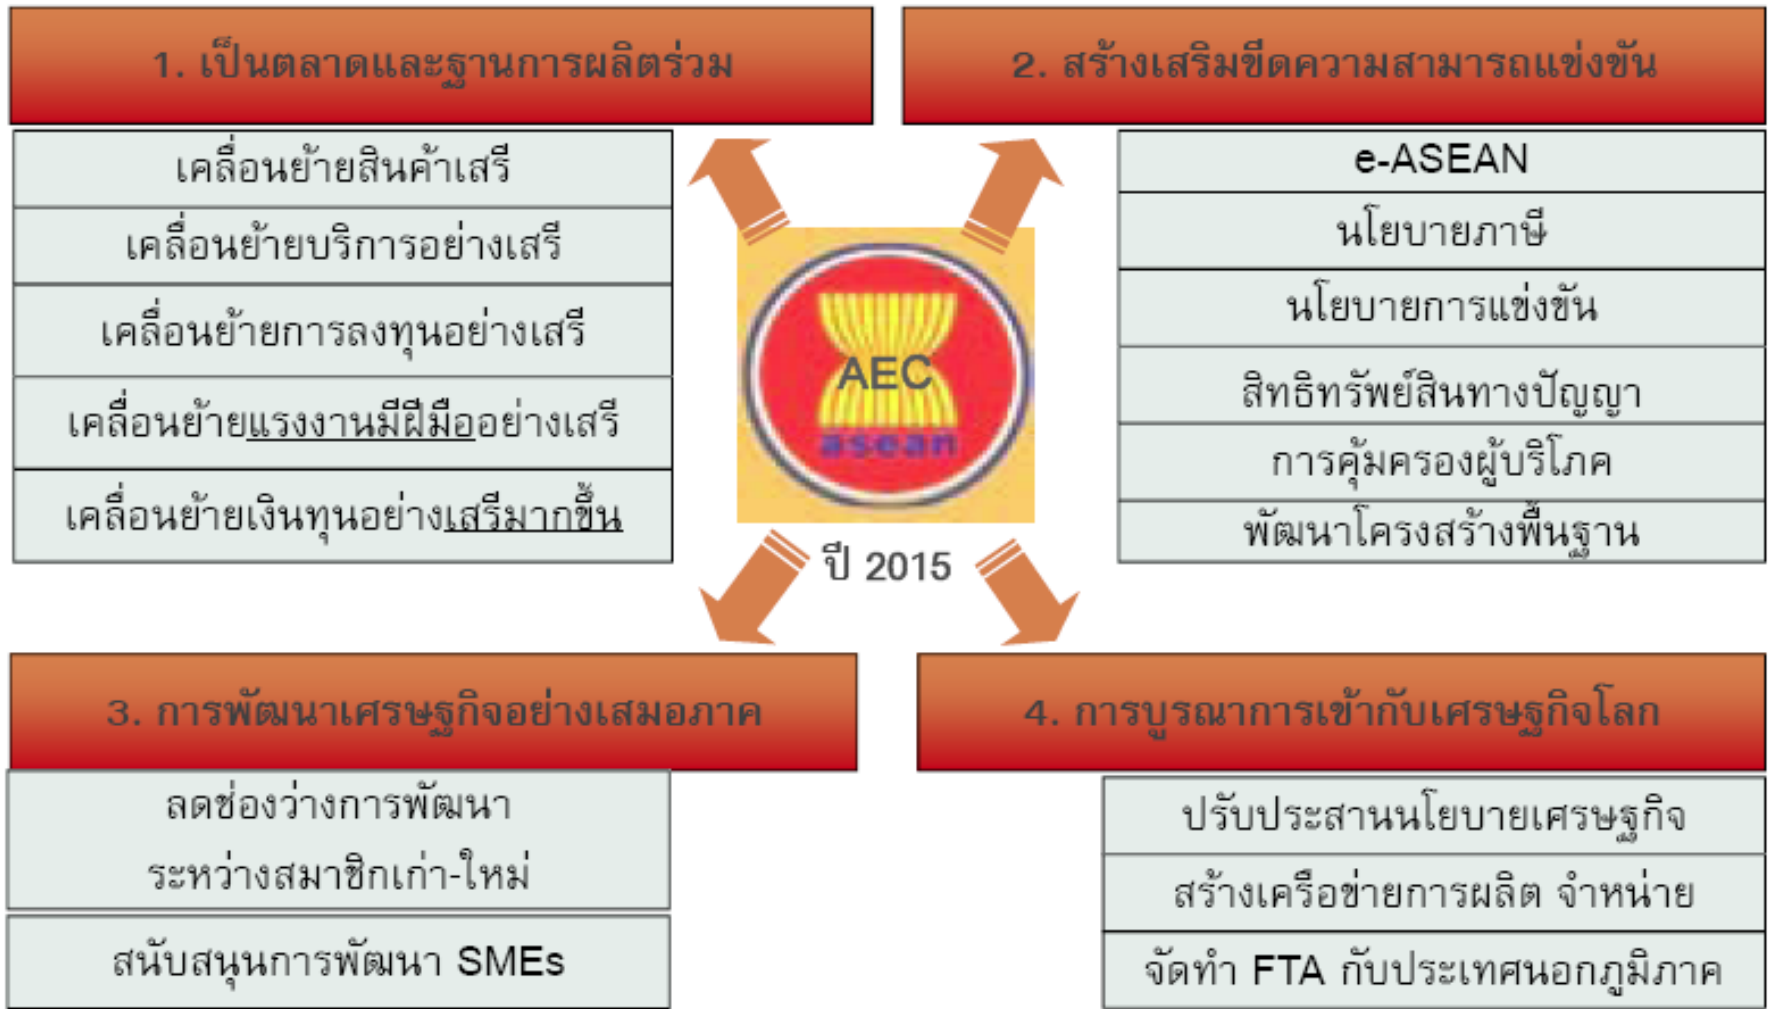 1. เป็นตลาดและฐานการผลิตร่วม
เคลื่อนย้ายสินค้าเสรี
เคลื่อนย้ายบริการอย่างเสรี
เคลื่อนย้ายการลงทุนอย่างเสรี
เคลื่อนย้ายแรงงานมีฝีมืออย่างเสรี
เคลื่อนย้ายเงินทุนอย่างเสรีมากขึ้น
2. สร้างเสริมขีดความสามารถแข่งขัน
e-ASEAN
นโยบายภาษี
นโยบายการแข่งขัน
สิทธิทรัพย์สินทางปัญญา
การคุ้มครองผู้บริโภค
พัฒนาโครงสร้างพื้นฐาน
AEC
asean
ปี 2015
3. การพัฒนาเศรษฐกิจอย่างเสมอภาค
ลดช่องว่างการพัฒนา
ระหว่างสมาชิกเก่า-ใหม่
สนับสนุนการพัฒนา SMEs
4. การบูรณาการเข้ากับเศรษฐกิจโลก
ปรับประสานนโยบายเศรษฐกิจ
สร้างเครือข่ายการผลิต จำหน่าย
จัดทำ FTA กับประเทศนอกภูมิภาค